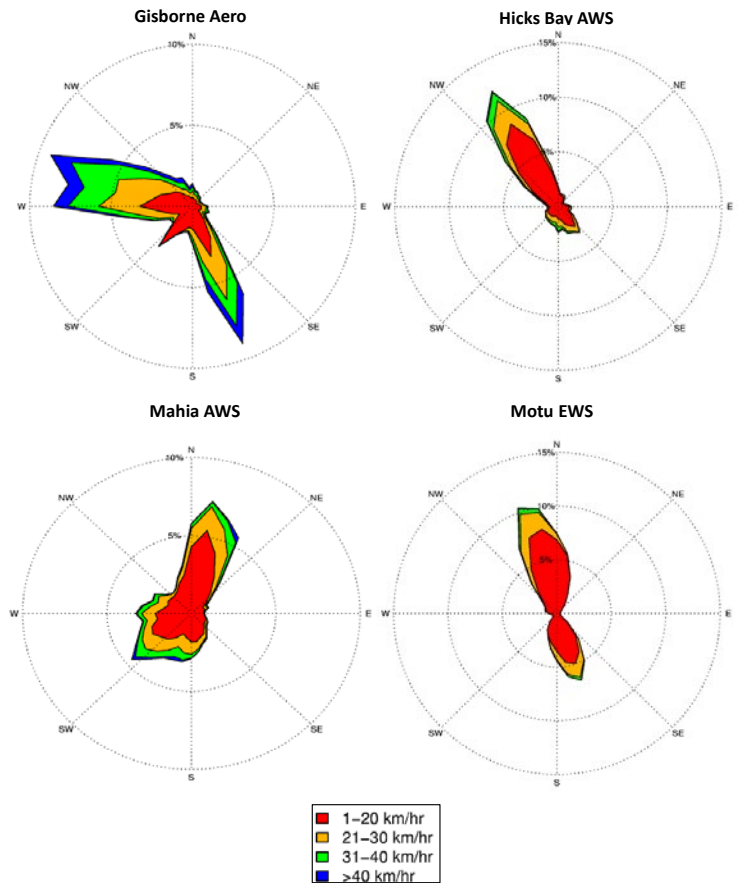 Gisborne Aero
N
10%
NW
NE
5%
W
E
SW
SE
S
Hicks Bay AWS
N
15%
NW
NE
10%
5%
W
E
SW
SE
S
Mahia AWS
N
10%
NW
NE
5%
W
E
SW
SE
S
Motu EWS
N
15%
NW
NE
10%
5%
W
E
SW
SE
S
1–20 km/hr
21–30 km/hr
31–40 km/hr
>40 km/hr